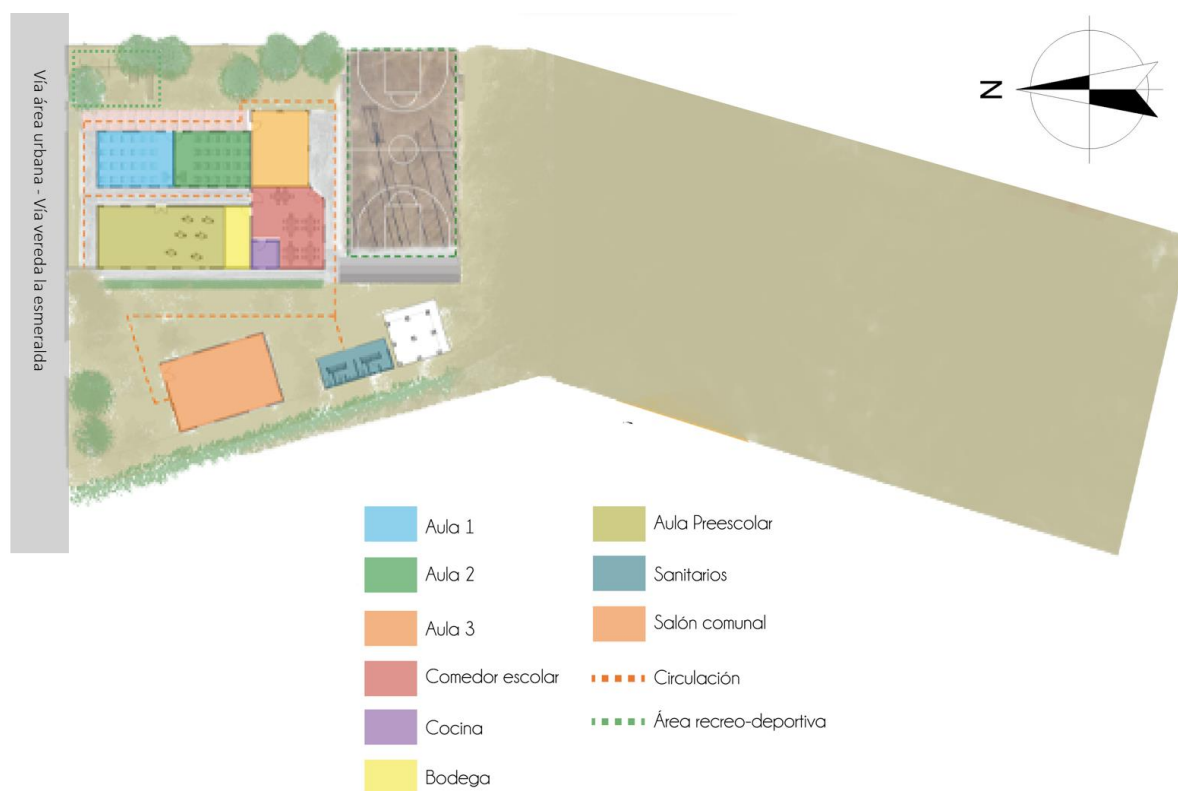 Vía área urbana - Vía vereda la esmeralda
N
Aula 1
Aula 2
Aula 3
Comedor escolar
Cocina
Bodega
Aula Preescolar
Sanitarios
Salón comunal
Circulación
Área recreo-deportiva